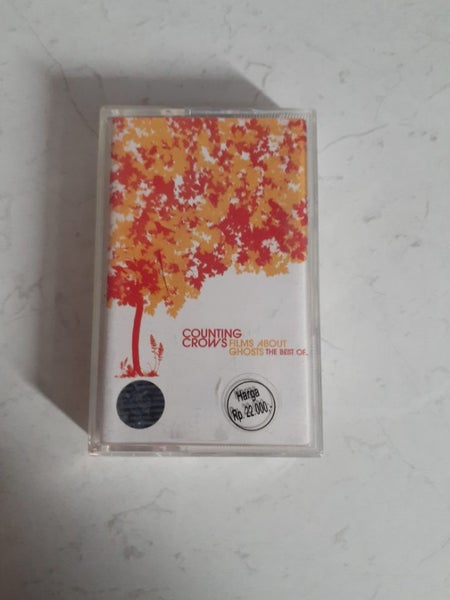 COUNTING
CROWS FILMS ABOUT
GHOSTS THE BEST OF.
Harga
Rp. 22.000,-